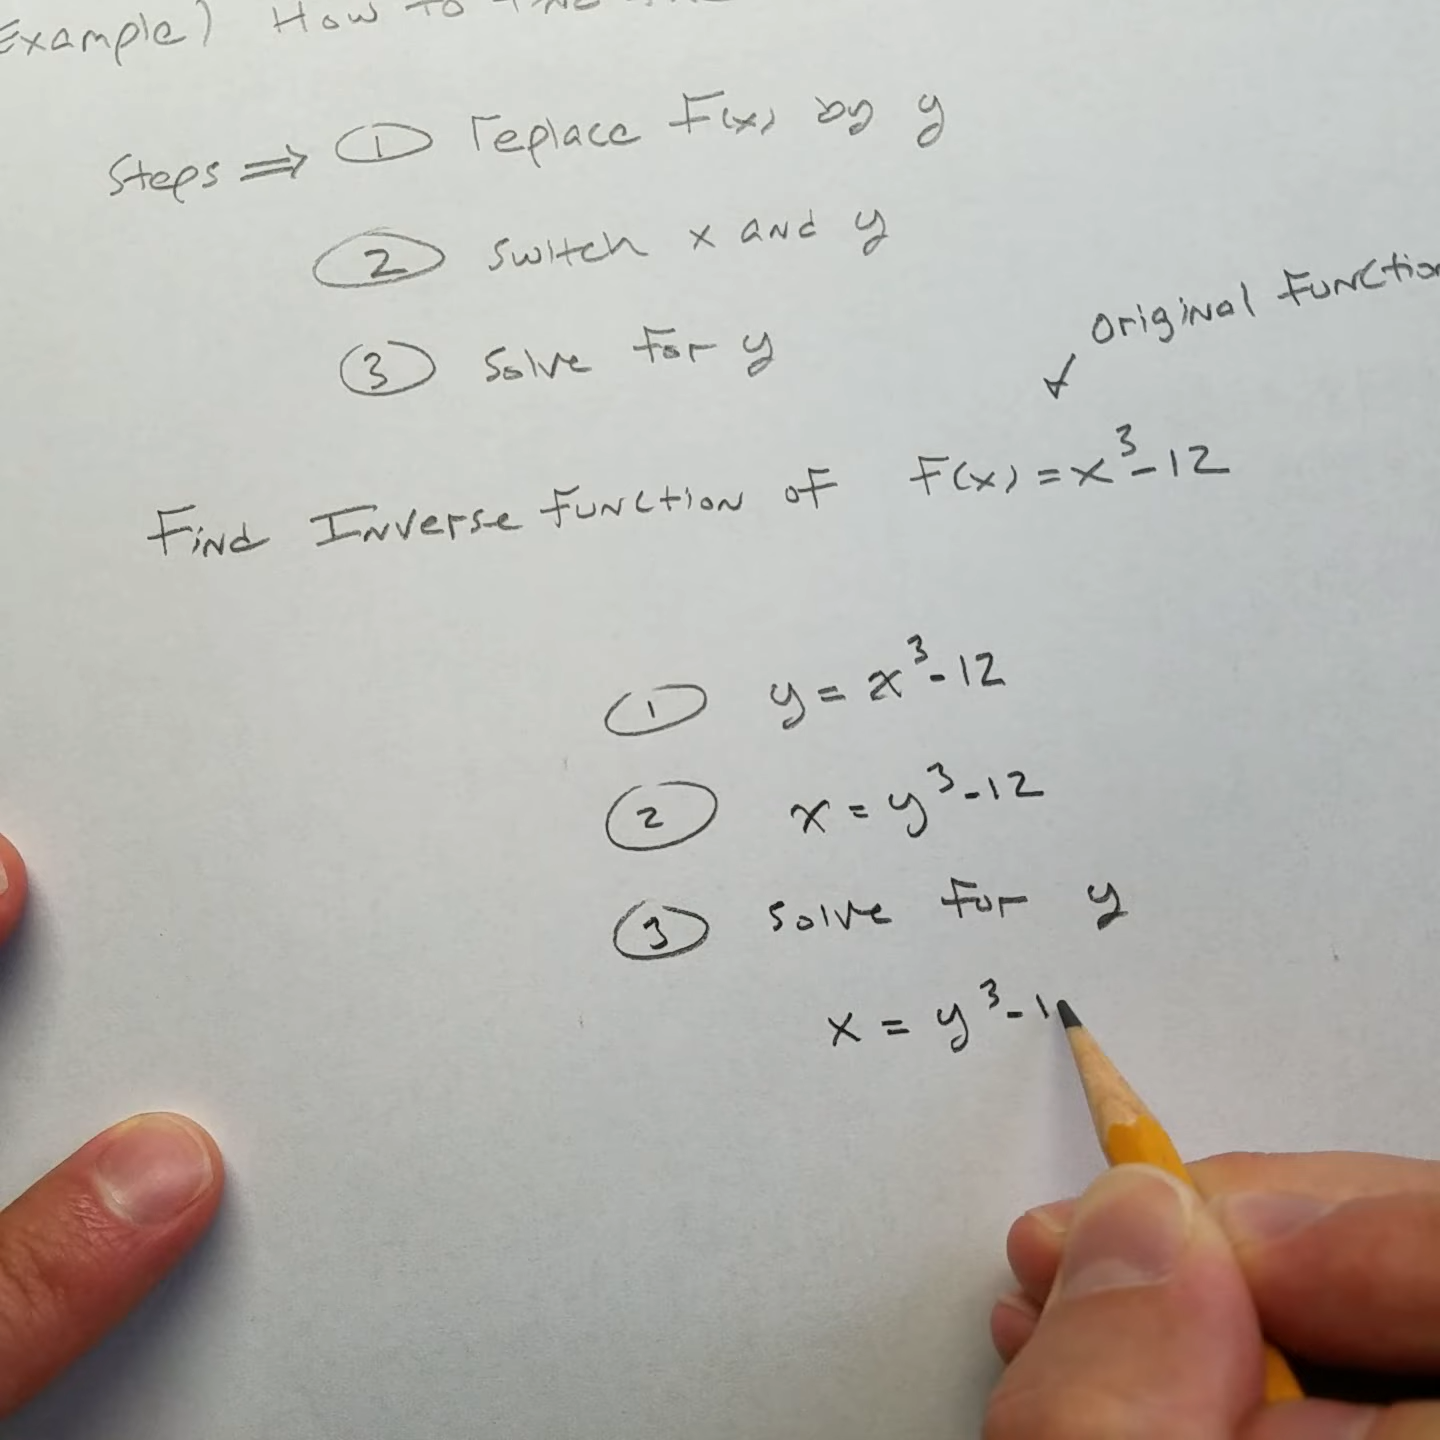 Example) How to
Steps ⇒ ① replace F(x) by y
② switch x and y
③ solve for y
Original Function
Find Inverse Function of F(x) = x³-12
① y = x³-12
② x = y³-12
③ solve for y
x = y³-1